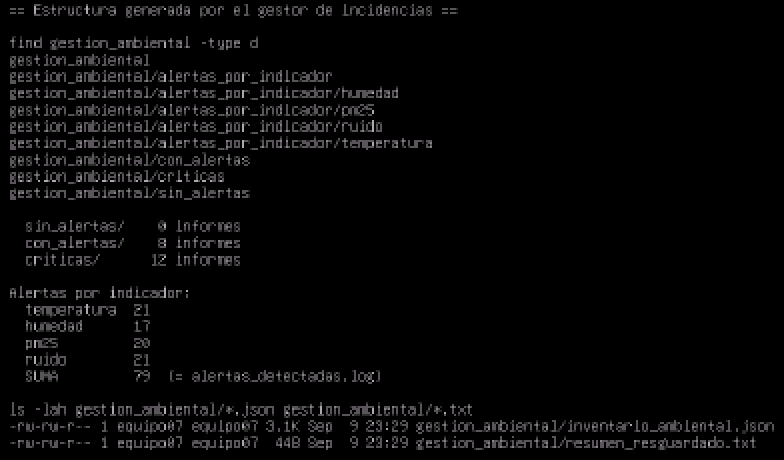 == Estructura generada por el gestor de incidencias ==
find gestion_ambiental -type d
gestion_ambiental
gestion_ambiental/alertas_por_indicador
gestion_ambiental/alertas_por_indicador/humedad
gestion_ambiental/alertas_por_indicador/pm25
gestion_ambiental/alertas_por_indicador/ruido
gestion_ambiental/alertas_por_indicador/temperatura
gestion_ambiental/con_alertas
gestion_ambiental/criticas
gestion_ambiental/sin_alertas
sin_alertas/ 0 informes
con_alertas/ 8 informes
criticas/ 12 informes
Alertas por indicador:
temperatura 21
humedad 17
pm25 20
ruido 21
SUMA 79 (= alertas_detectadas.log)
ls -lah gestion_ambiental/*.json gestion_ambiental/*.txt
-rw-rw-r-- 1 equipo07 equipo07 3.1K Sep 9 23:29 gestion_ambiental/inventario_ambiental.json
-rw-rw-r-- 1 equipo07 equipo07 448 Sep 9 23:29 gestion_ambiental/resumen_resguardado.txt